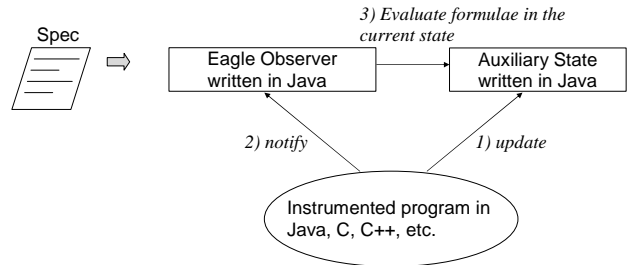 3) Evaluate formulae in the
current state
Spec
Eagle Observer
written in Java
Auxiliary State
written in Java
2) notify
1) update
Instrumented program in
Java, C, C++, etc.